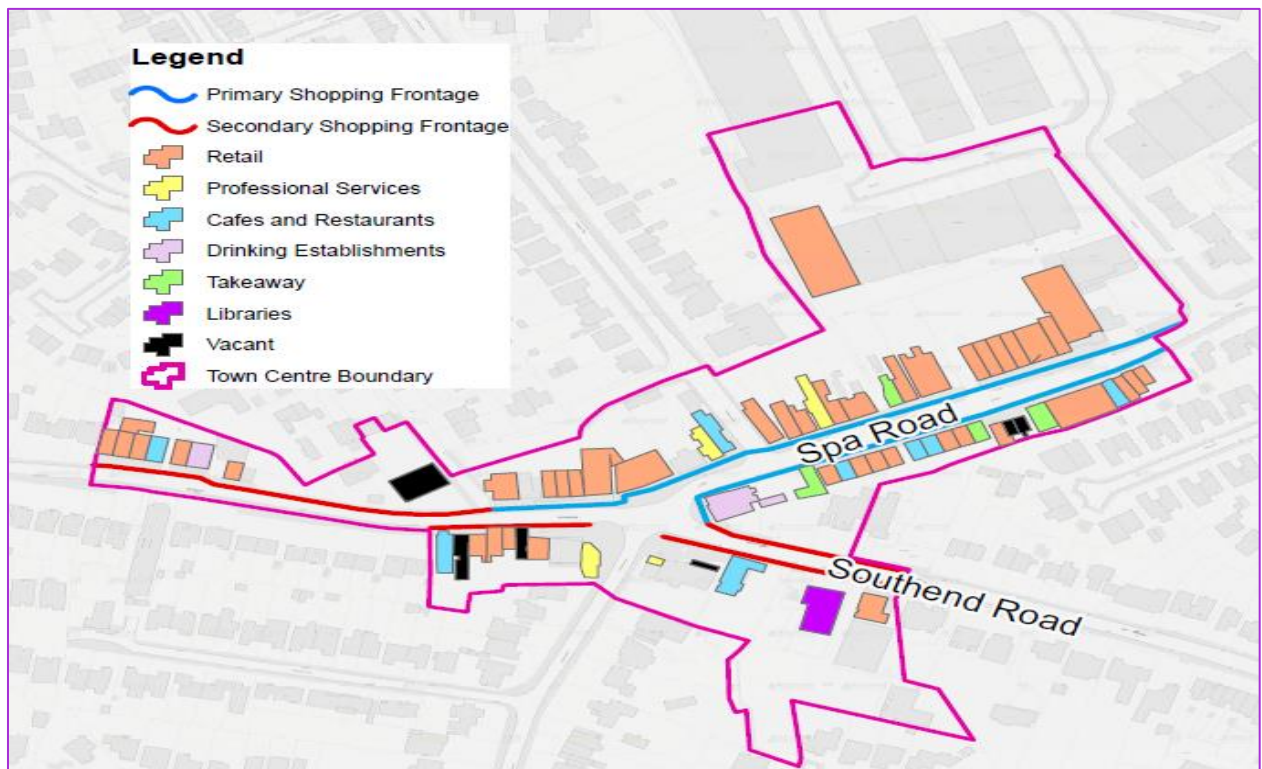 Legend
Primary Shopping Frontage
Secondary Shopping Frontage
Retail
Professional Services
Cafes and Restaurants
Drinking Establishments
Takeaway
Libraries
Vacant
Town Centre Boundary
Spa Road
Southend Road